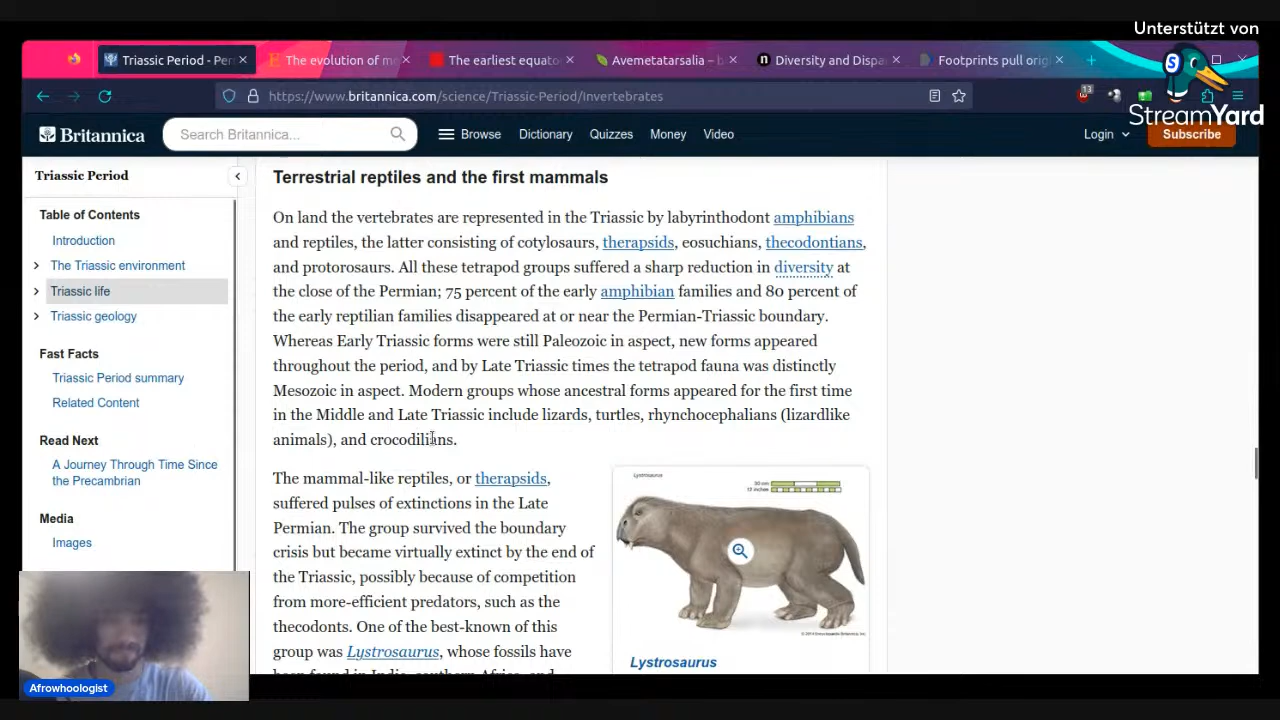 Unterstützt von
StreamYard
Triassic Period - Per
The evolution of m
The earliest equato
Avemetatarsalia – b
Diversity and Dispa
Footprints pull orig
https://www.britannica.com/science/Triassic-Period/Invertebrates
13
Britannica
Search Britannica...
Browse
Dictionary
Quizzes
Money
Video
Login
Subscribe
Triassic Period
Table of Contents
Introduction
The Triassic environment
Triassic life
Triassic geology
Fast Facts
Triassic Period summary
Related Content
Read Next
A Journey Through Time Since
the Precambrian
Media
Images
Terrestrial reptiles and the first mammals
On land the vertebrates are represented in the Triassic by labyrinthodont amphibians
and reptiles, the latter consisting of cotylosaurs, therapsids, eosuchians, thecodontians,
and protorosaurs. All these tetrapod groups suffered a sharp reduction in diversity at
the close of the Permian; 75 percent of the early amphibian families and 80 percent of
the early reptilian families disappeared at or near the Permian-Triassic boundary.
Whereas Early Triassic forms were still Paleozoic in aspect, new forms appeared
throughout the period, and by Late Triassic times the tetrapod fauna was distinctly
Mesozoic in aspect. Modern groups whose ancestral forms appeared for the first time
in the Middle and Late Triassic include lizards, turtles, rhynchocephalians (lizardlike
animals), and crocodilians.
The mammal-like reptiles, or therapsids,
suffered pulses of extinctions in the Late
Permian. The group survived the boundary
crisis but became virtually extinct by the end of
the Triassic, possibly because of competition
from more-efficient predators, such as the
thecodonts. One of the best-known of this
group was Lystrosaurus, whose fossils have
been found in India, southern Africa, and
Lystrosaurus
30 cm
12 inches
Lystrosaurus
Afrowhoologist